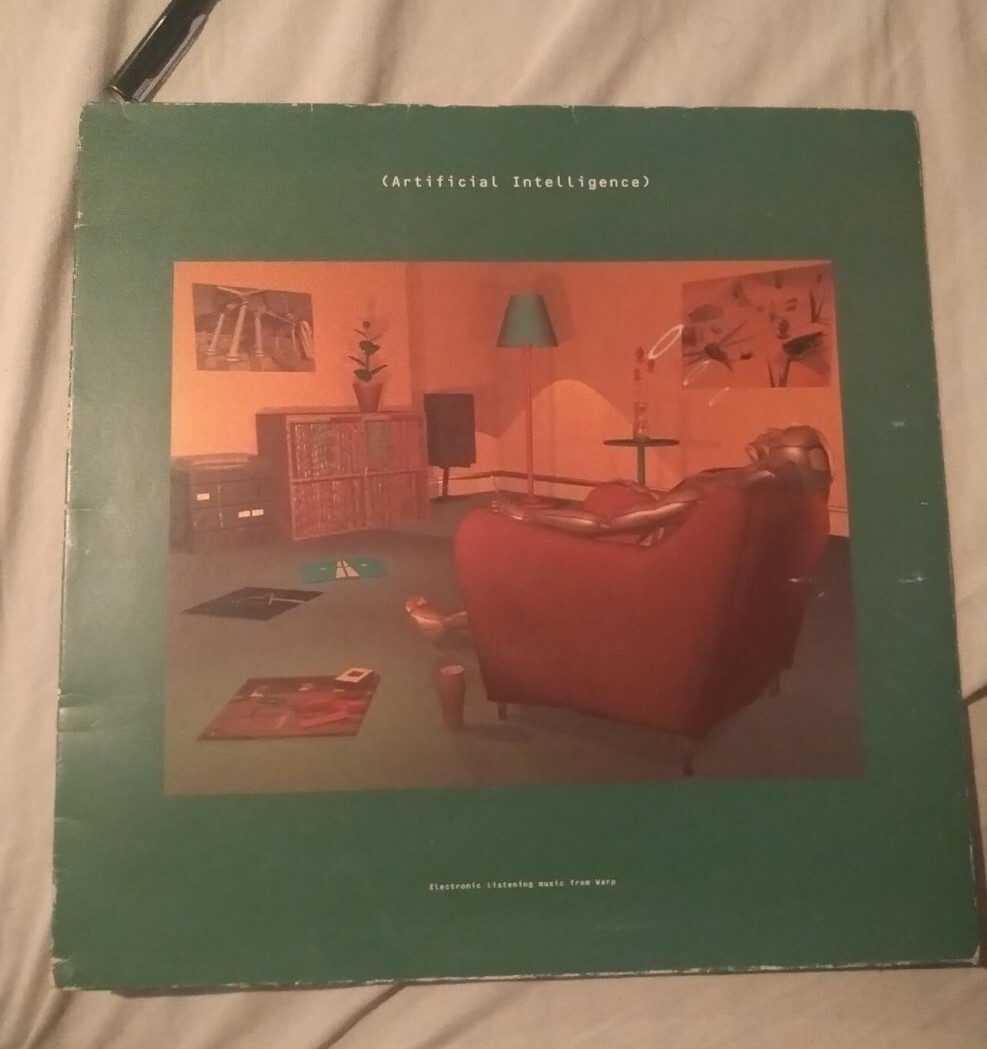 (Artificial Intelligence)
Electronic listening music from Warp